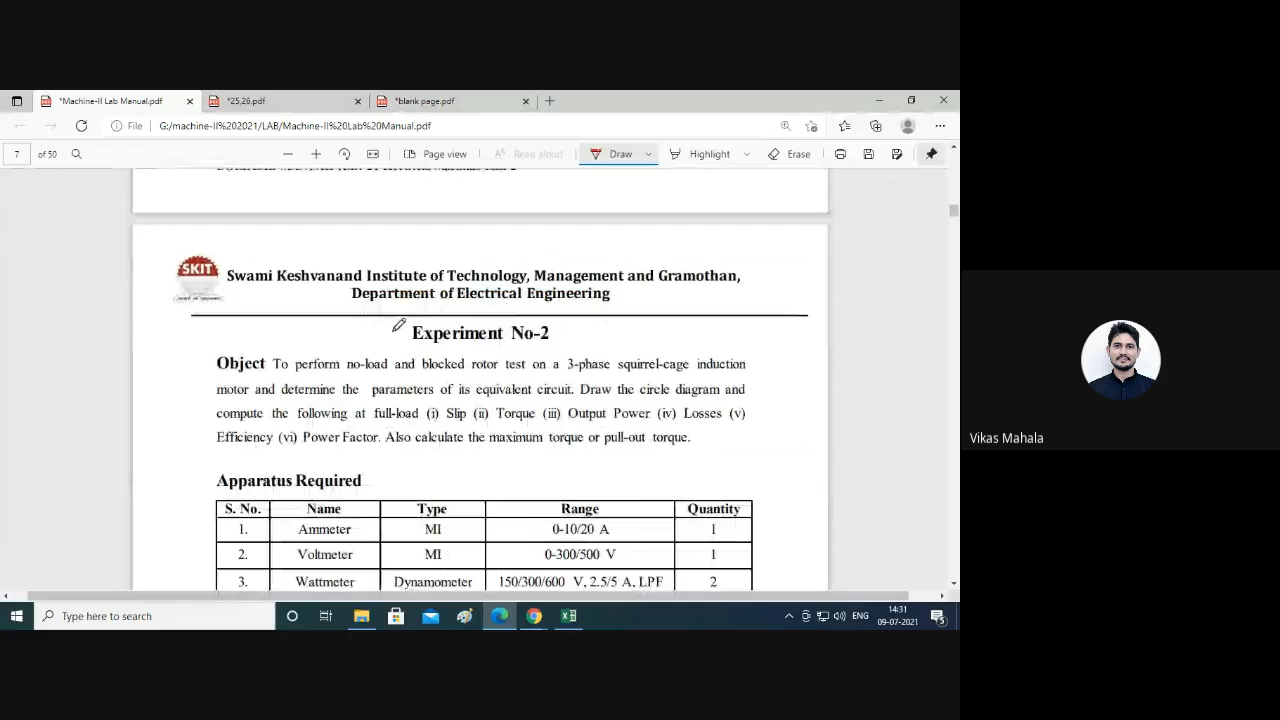 *Machine-II Lab Manual.pdf
*25,26.pdf
*blank page.pdf
File
G:/machine-II%202021/LAB/Machine-II%20Lab%20Manual.pdf
7 of 50
Page view
Read aloud
Draw
Highlight
Erase
SKIT
Swami Keshvanand Institute of Technology, Management and Gramothan,
Department of Electrical Engineering
Experiment No-2
Object To perform no-load and blocked rotor test on a 3-phase squirrel-cage induction
motor and determine the parameters of its equivalent circuit. Draw the circle diagram and
compute the following at full-load (i) Slip (ii) Torque (iii) Output Power (iv) Losses (v)
Efficiency (vi) Power Factor. Also calculate the maximum torque or pull-out torque.
Apparatus Required
S. No. Name Type Range Quantity
1. Ammeter MI 0-10/20 A 1
2. Voltmeter MI 0-300/500 V 1
3. Wattmeter Dynamometer 150/300/600 V, 2.5/5 A, LPF 2
Vikas Mahala
Type here to search
ENG
14:31
09-07-2021
5